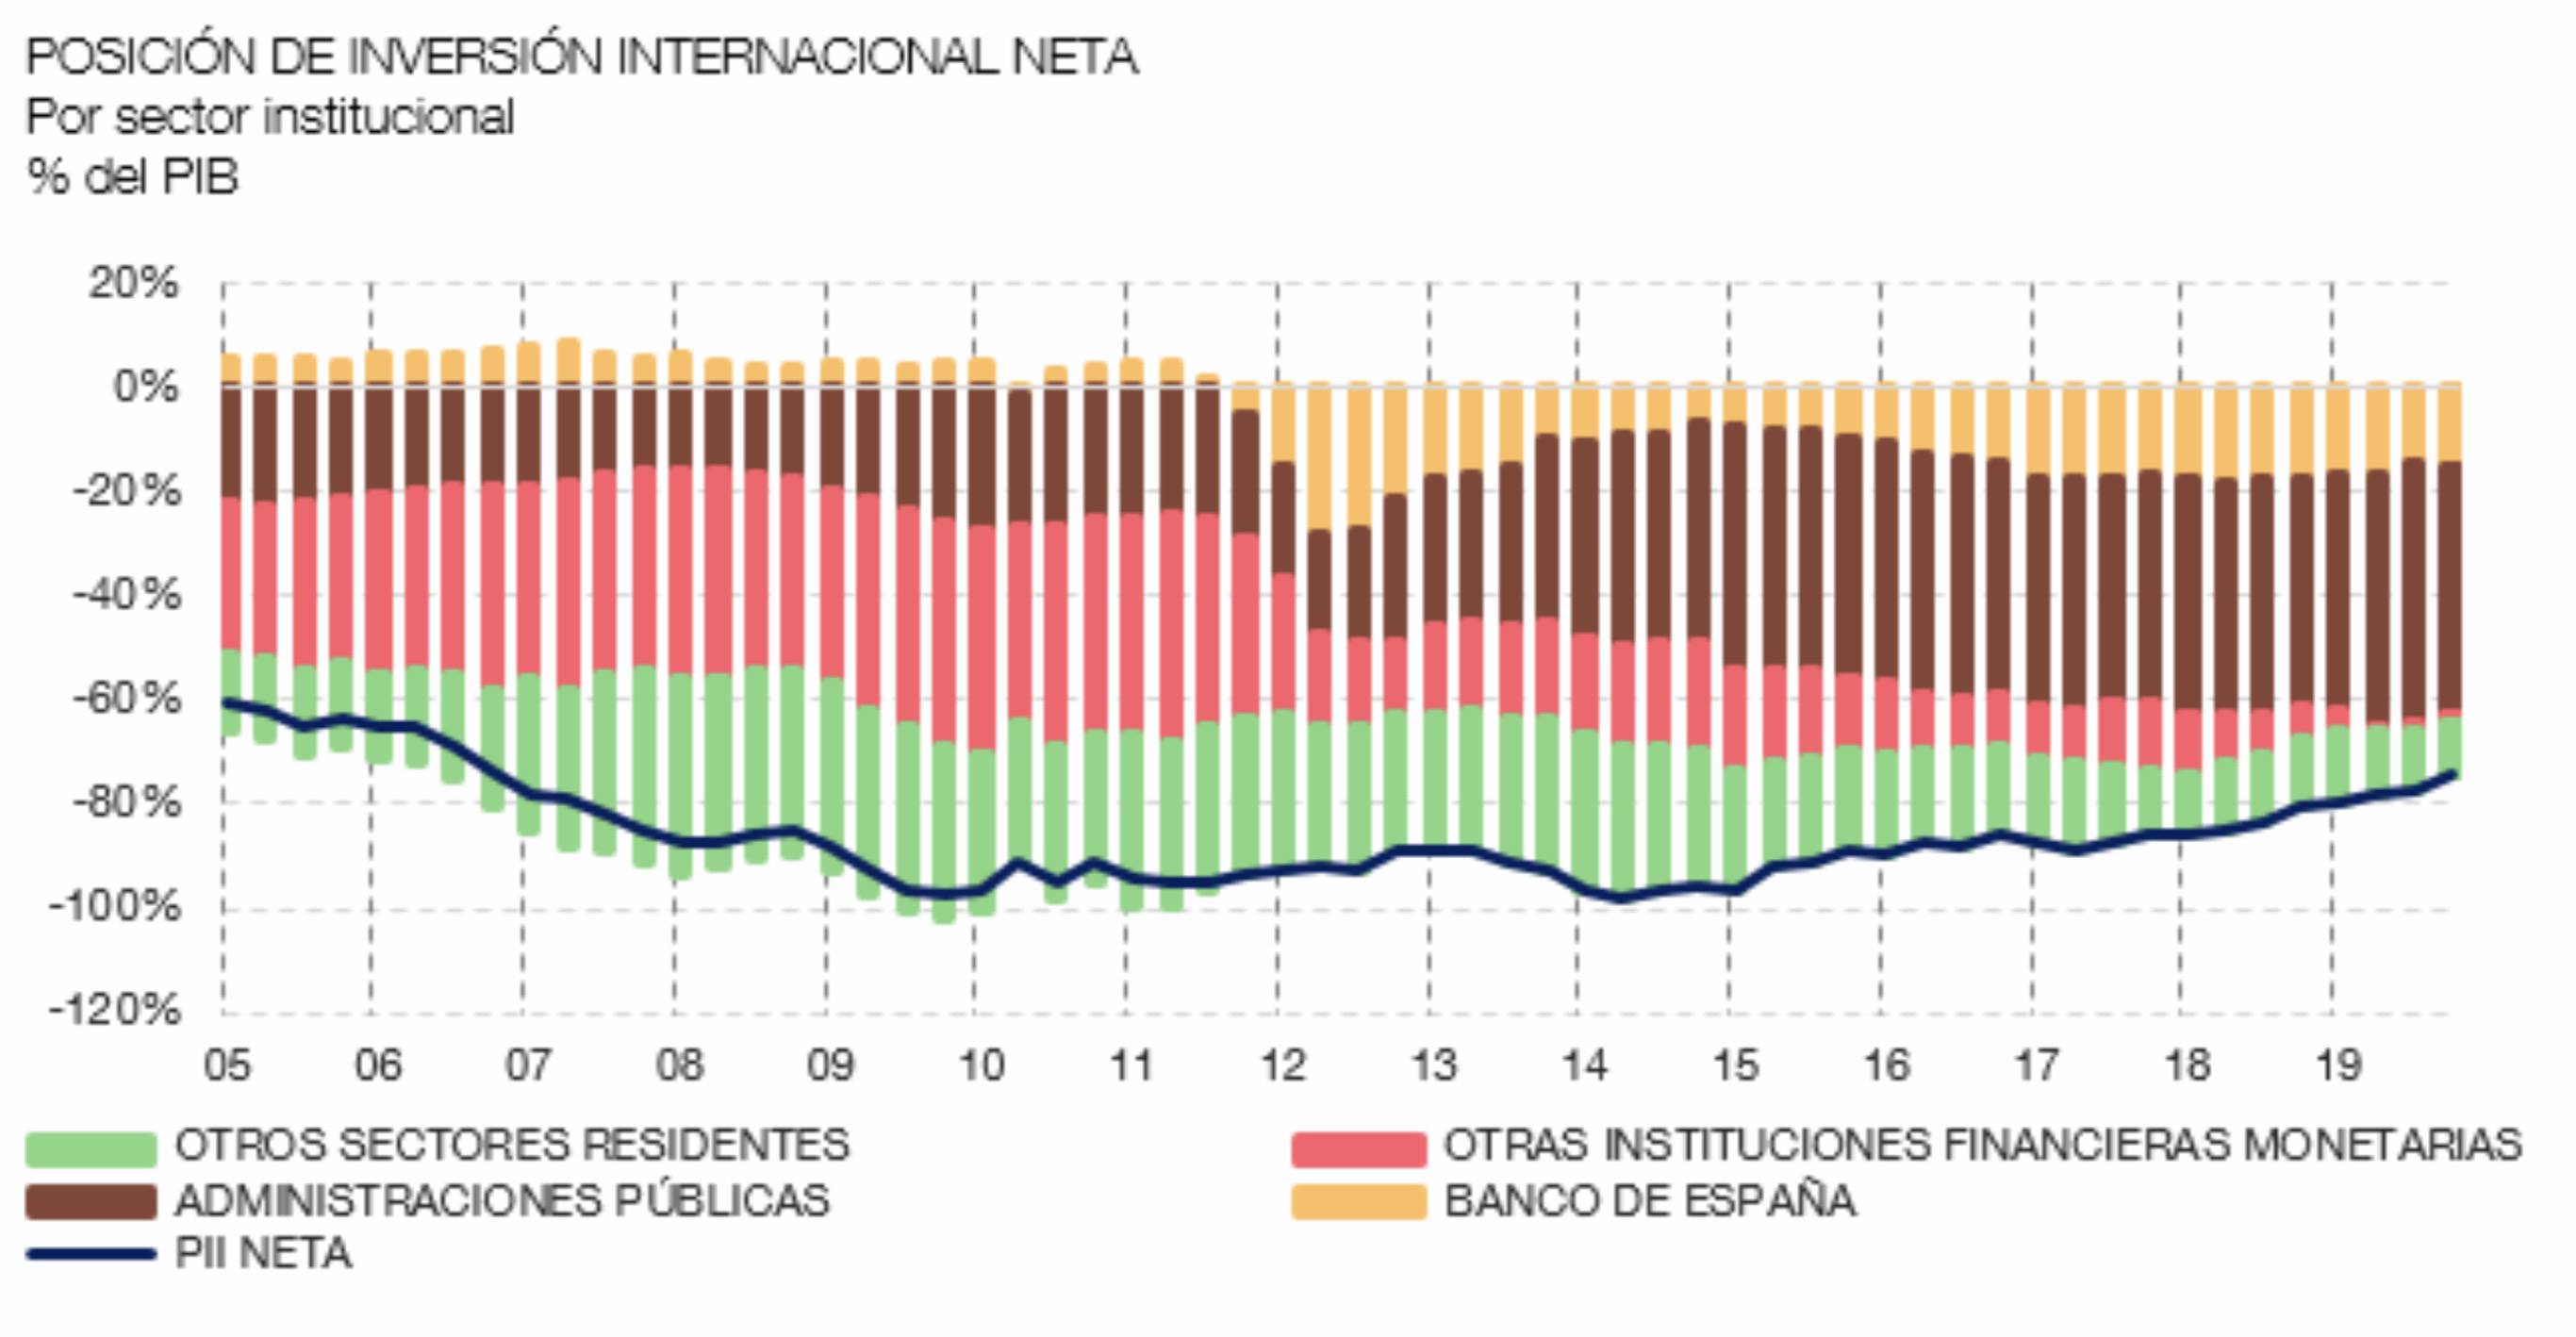 POSICIÓN DE INVERSIÓN INTERNACIONAL NETA
Por sector institucional
% del PIB
20%
0%
-20%
-40%
-60%
-80%
-100%
-120%
05 06 07 08 09 10 11 12 13 14 15 16 17 18 19
OTROS SECTORES RESIDENTES
OTRAS INSTITUCIONES FINANCIERAS MONETARIAS
ADMINISTRACIONES PÚBLICAS
BANCO DE ESPAÑA
PII NETA